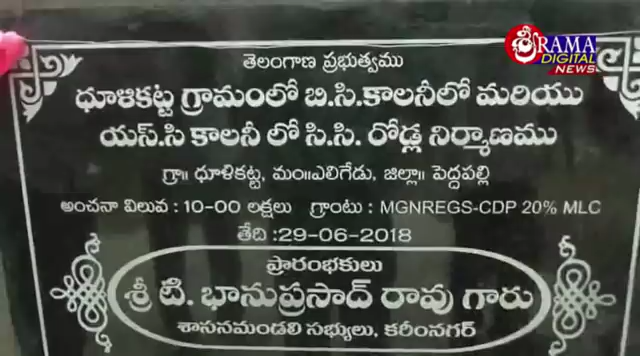 శ్రీRAMA
DIGITAL
NEWS
తెలంగాణ ప్రభుత్వము
ధూళికట్ట గ్రామంలో బి.సి.కాలనీలో మరియు
యస్.సి కాలనీ లో సి.సి. రోడ్ల నిర్మాణము
గ్రా॥ ధూళికట్ట, మం॥ఎలిగేడు, జిల్లా॥ పెద్దపల్లి
అంచనా విలువ : 10-00 లక్షలు గ్రాంటు : MGNREGS-CDP 20% MLC
తేది :29-06-2018
ప్రారంభకులు
శ్రీ టి. భానుప్రసాద్ రావు గారు
శాసనమండలి సభ్యులు, కరీంనగర్